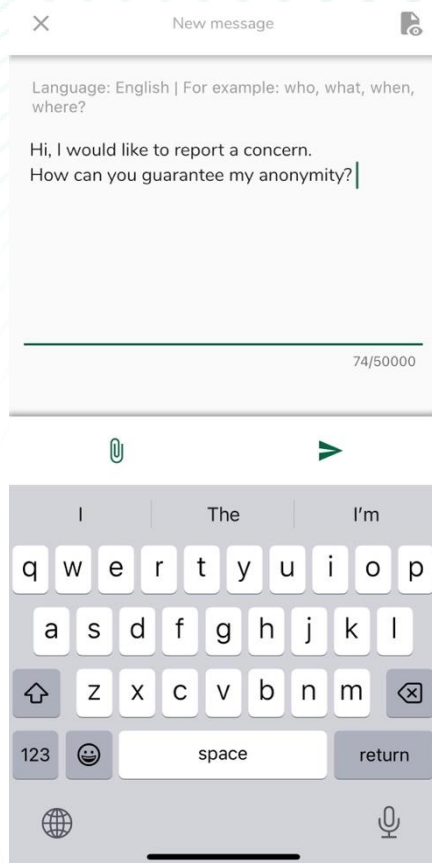 New message
Language: English | For example: who, what, when,
where?
Hi, I would like to report a concern.
How can you guarantee my anonymity?
74/50000
I The I'm
q w e r t y u i o p
a s d f g h j k l
z x c v b n m
123 space return